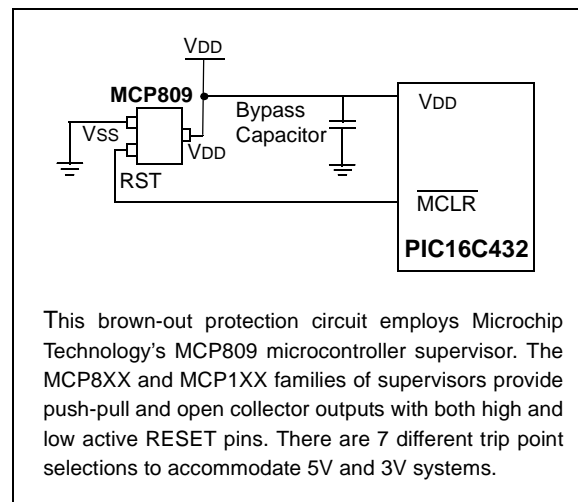 VDD
MCP809
VDD
Bypass
Capacitor
VSS
VDD
RST
MCLR
PIC16C432
This brown-out protection circuit employs Microchip
Technology's MCP809 microcontroller supervisor. The
MCP8XX and MCP1XX families of supervisors provide
push-pull and open collector outputs with both high and
low active RESET pins. There are 7 different trip point
selections to accommodate 5V and 3V systems.